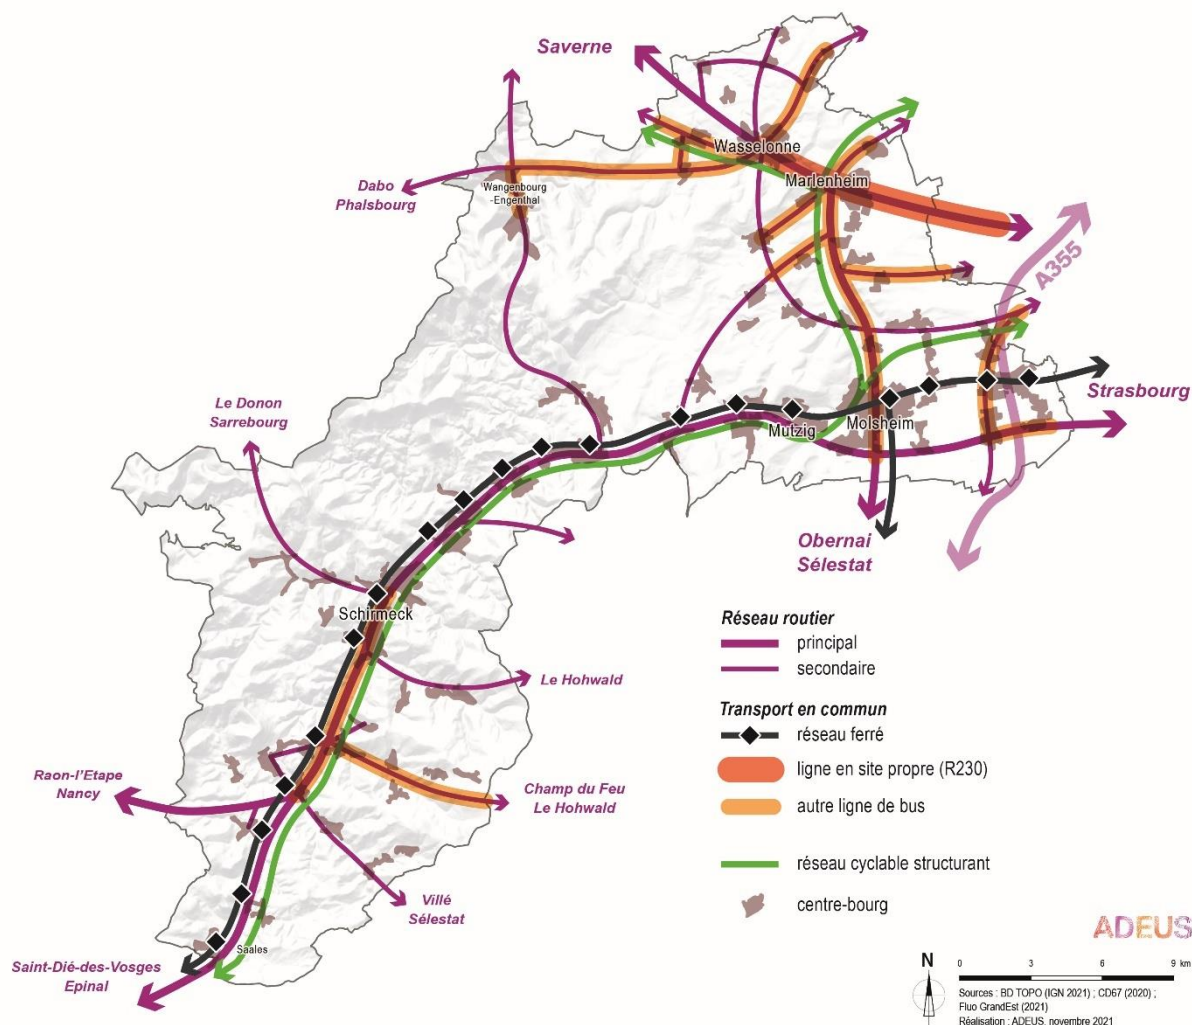 Saverne
Wasselonne
Marlenheim
Dabo
Phalsbourg
Wangenbourg
-Engenthal
A355
Strasbourg
Le Donon
Sarrebourg
Mutzig
Molsheim
Obernai
Sélestat
Schirmeck
Le Hohwald
Raon-l'Etape
Nancy
Champ du Feu
Le Hohwald
Villé
Sélestat
Saales
Saint-Dié-des-Vosges
Epinal
Réseau routier
principal
secondaire
Transport en commun
réseau ferré
ligne en site propre (R230)
autre ligne de bus
réseau cyclable structurant
centre-bourg
ADEUS
N
0 3 6 9 km
Sources : BD TOPO (IGN 2021) ; CD67 (2020) ;
Fluo GrandEst (2021)
Réalisation : ADEUS, novembre 2021